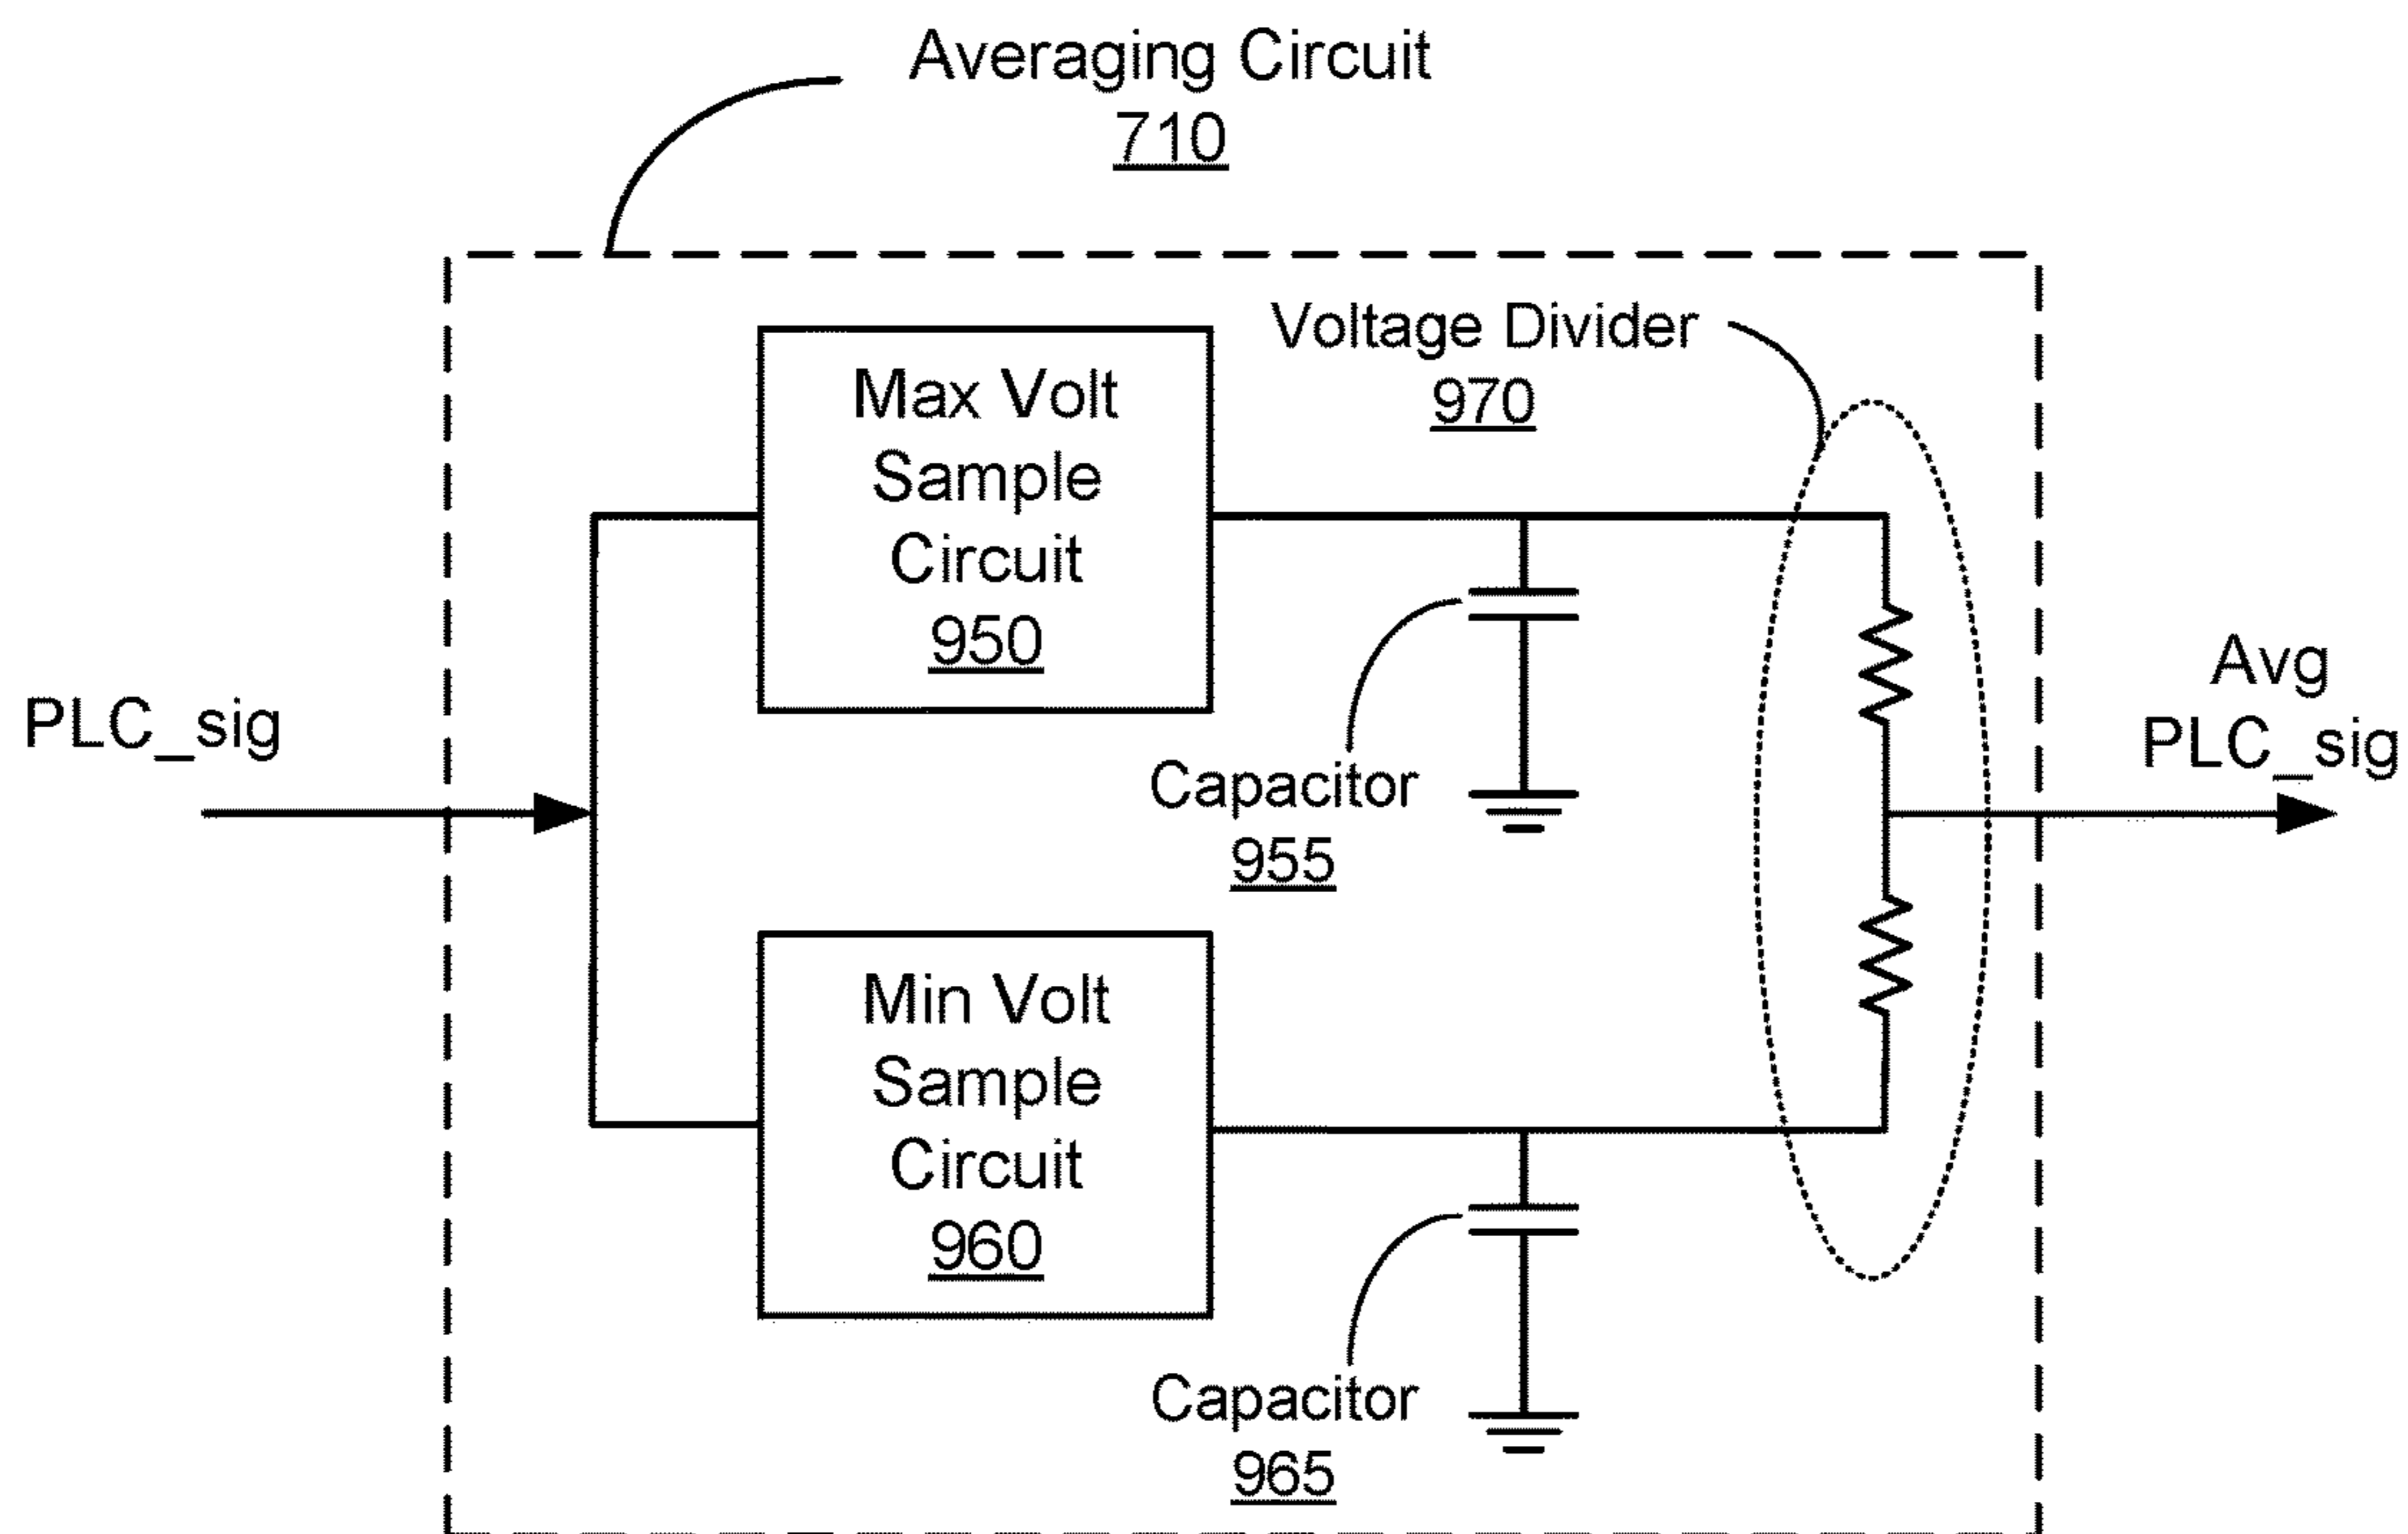 Averaging Circuit
710
Voltage Divider
970
Max Volt
Sample
Circuit
950
PLC_sig
Avg
PLC_sig
Capacitor
955
Min Volt
Sample
Circuit
960
Capacitor
965